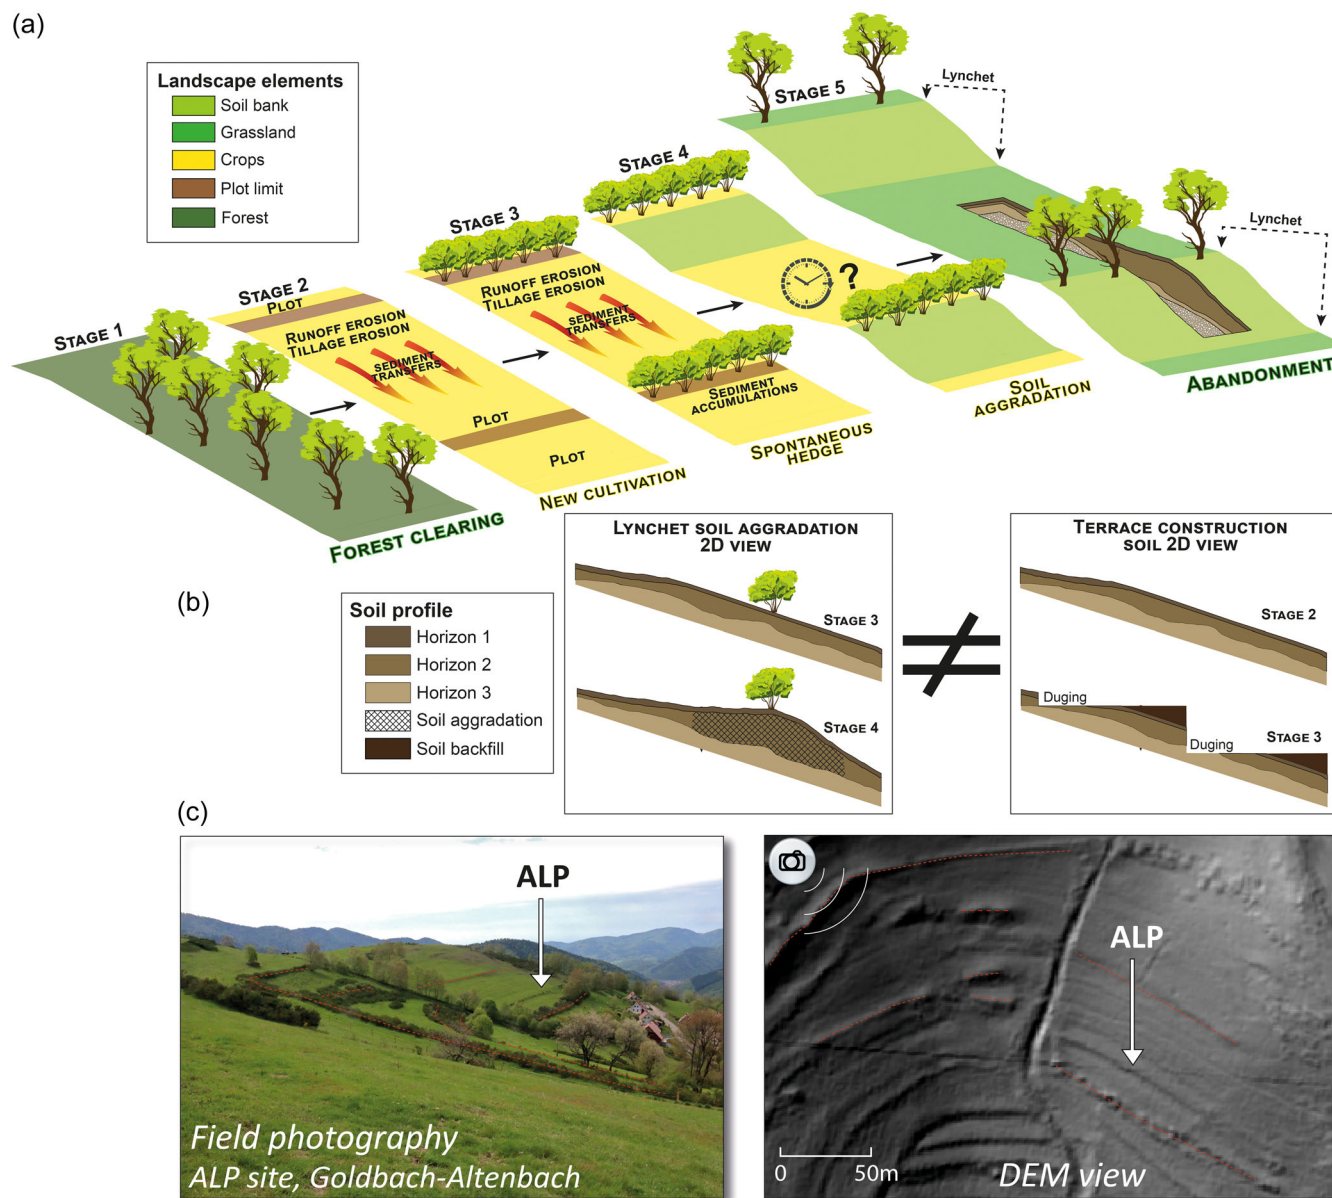 (a)
Landscape elements
Soil bank
Grassland
Crops
Plot limit
Forest
STAGE 1
FOREST CLEARING
STAGE 2
PLOT
RUNOFF EROSION
TILLAGE EROSION
SEDIMENT
TRANSFERS
PLOT
PLOT
NEW CULTIVATION
STAGE 3
RUNOFF EROSION
TILLAGE EROSION
SEDIMENT
TRANSFERS
SEDIMENT
ACCUMULATIONS
SPONTANEOUS
HEDGE
STAGE 4
?
SOIL
AGGRADATION
STAGE 5
Lynchet
Lynchet
ABANDONMENT
(b)
Soil profile
Horizon 1
Horizon 2
Horizon 3
Soil aggradation
Soil backfill
LYNCHET SOIL AGGRADATION
2D VIEW
STAGE 3
STAGE 4
≠
TERRACE CONSTRUCTION
SOIL 2D VIEW
STAGE 2
Duging
Duging
STAGE 3
(c)
ALP
Field photography
ALP site, Goldbach-Altenbach
ALP
0 50m
DEM view